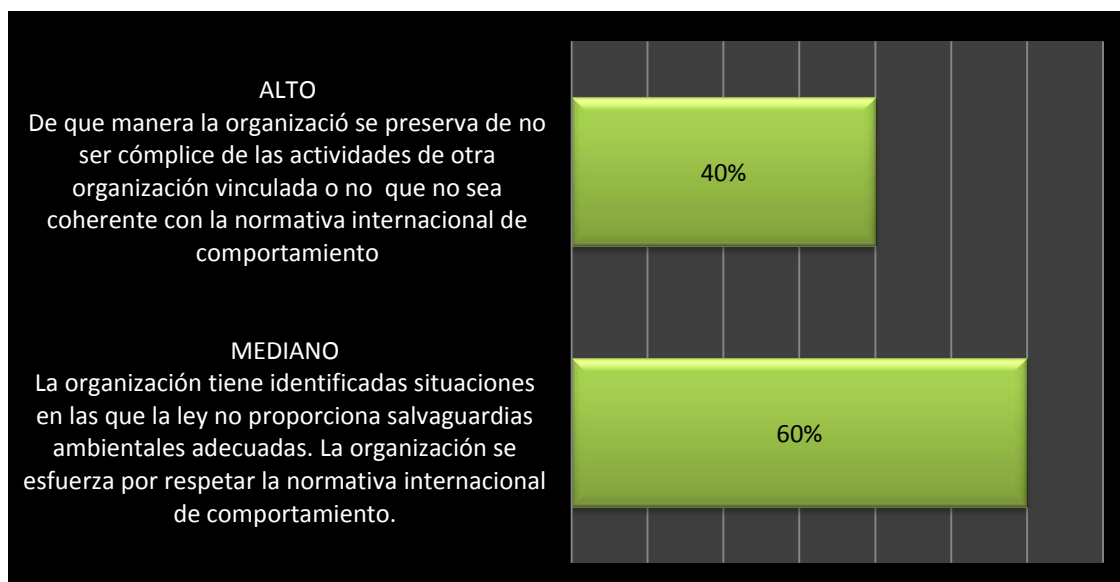 ALTO
De que manera la organizació se preserva de no
ser cómplice de las actividades de otra
organización vinculada o no  que no sea
coherente con la normativa internacional de
comportamiento
40%
MEDIANO
La organización tiene identificadas situaciones
en las que la ley no proporciona salvaguardias
ambientales adecuadas. La organización se
esfuerza por respetar la normativa internacional
de comportamiento.
60%